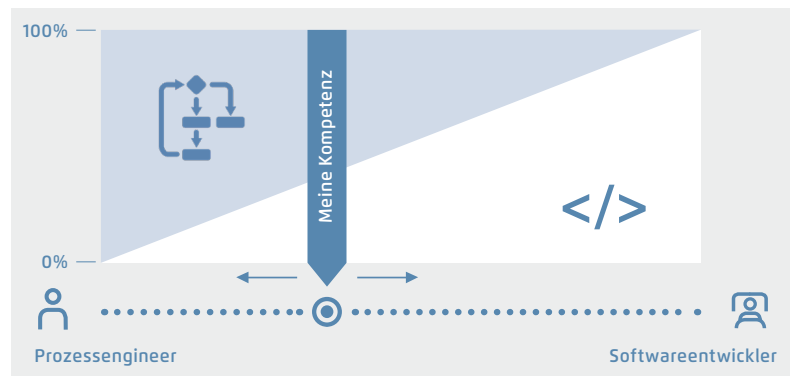 100%
Meine Kompetenz
</>
0%
Prozessengineer
Softwareentwickler